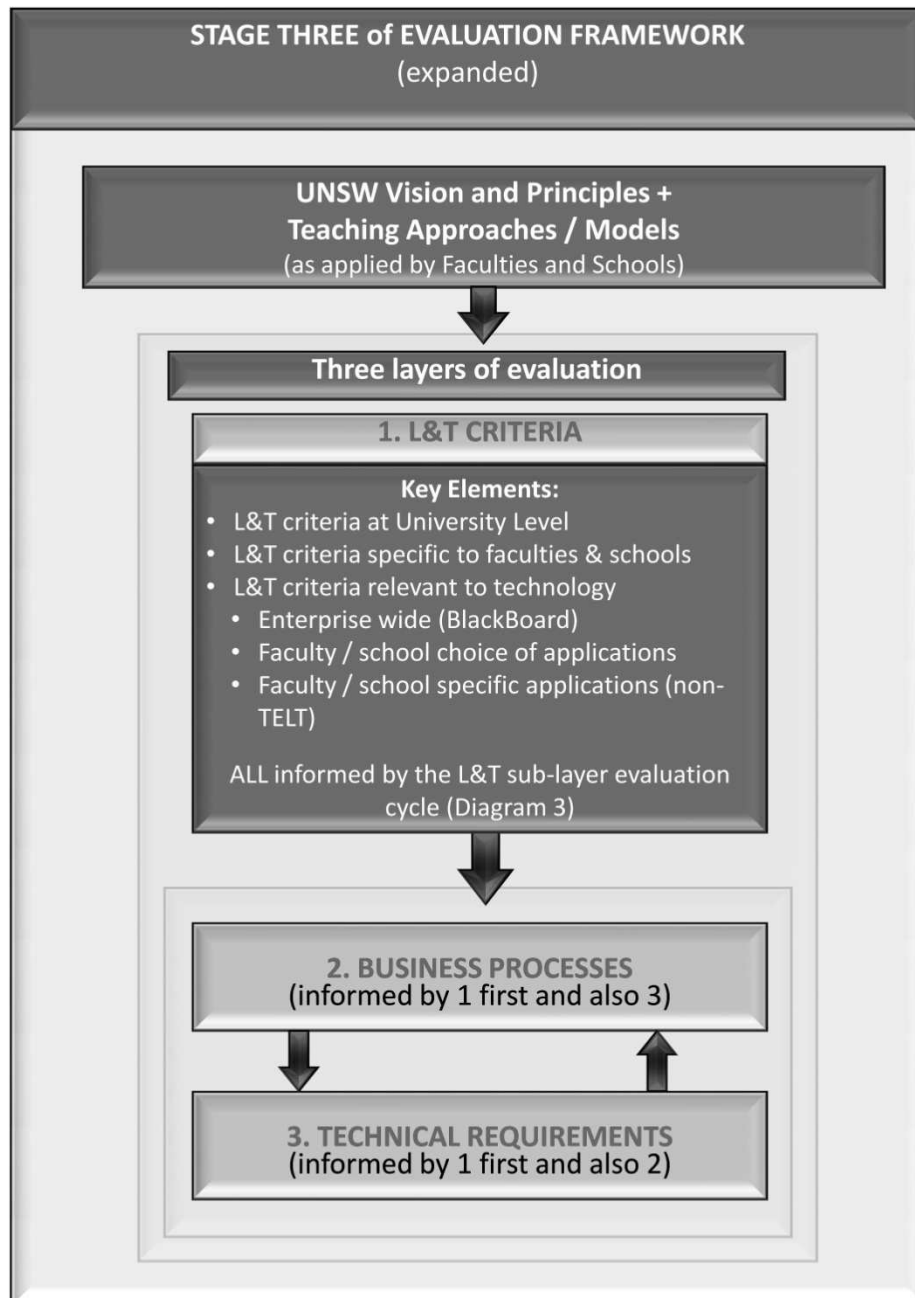 STAGE THREE of EVALUATION FRAMEWORK
(expanded)
UNSW Vision and Principles +
Teaching Approaches / Models
(as applied by Faculties and Schools)
Three layers of evaluation
1. L&T CRITERIA
Key Elements:
• L&T criteria at University Level
• L&T criteria specific to faculties & schools
• L&T criteria relevant to technology
• Enterprise wide (BlackBoard)
• Faculty / school choice of applications
• Faculty / school specific applications (non-
TELT)
ALL informed by the L&T sub-layer evaluation
cycle (Diagram 3)
2. BUSINESS PROCESSES
(informed by 1 first and also 3)
3. TECHNICAL REQUIREMENTS
(informed by 1 first and also 2)